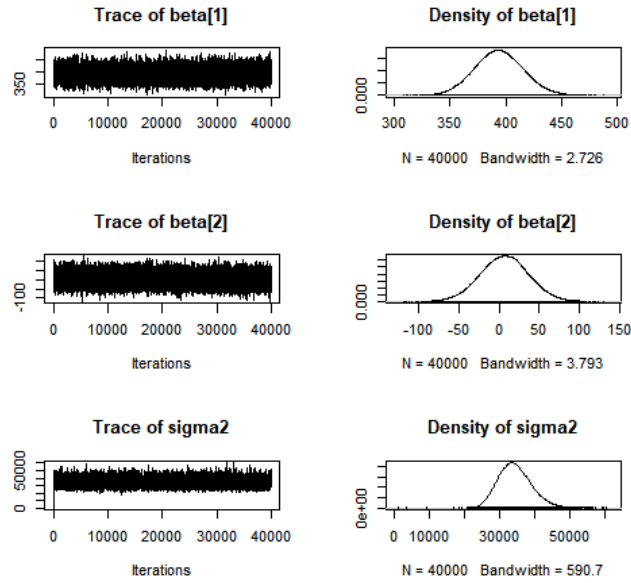 Trace of beta[1]
Density of beta[1]
350
0.000
0 10000 20000 30000 40000
300 350 400 450 500
Iterations
N = 40000 Bandwidth = 2.726
Trace of beta[2]
Density of beta[2]
-100
0.000
0 10000 20000 30000 40000
-100 -50 0 50 100 150
Iterations
N = 40000 Bandwidth = 3.793
Trace of sigma2
Density of sigma2
0 50000
0e+00
0 10000 20000 30000 40000
0 10000 30000 50000
Iterations
N = 40000 Bandwidth = 590.7